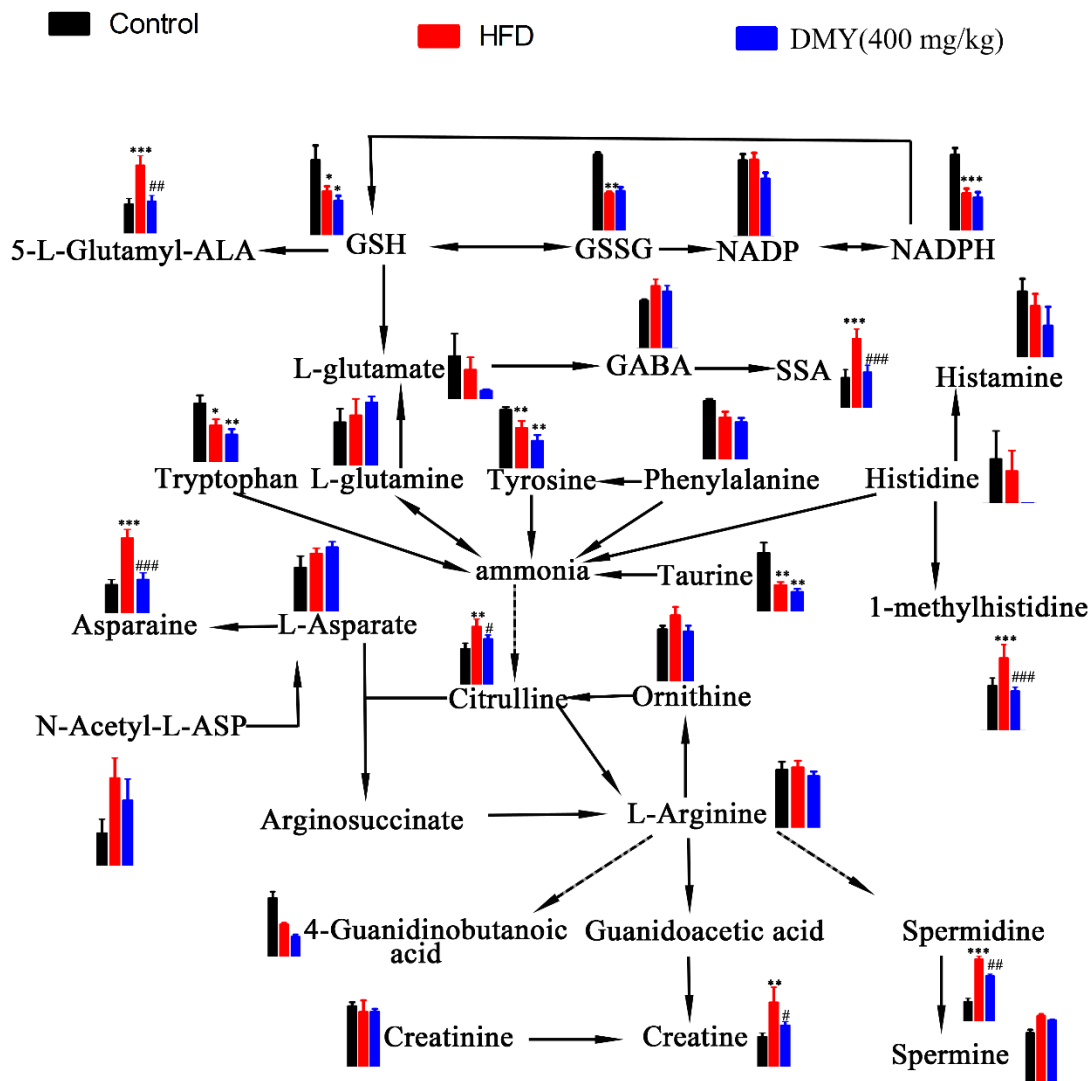 Control
HFD
DMY(400 mg/kg)
***
##
*
*
**
***
5-L-Glutamyl-ALA
GSH
GSSG
NADP
NADPH
L-glutamate
GABA
SSA
***
###
Histamine
*
**
**
**
Tryptophan
L-glutamine
Tyrosine
Phenylalanine
Histidine
***
###
ammonia
Taurine
**
**
1-methylhistidine
Asparaine
L-Asparate
**
#
***
###
Citrulline
Ornithine
N-Acetyl-L-ASP
Arginosuccinate
L-Arginine
4-Guanidinobutanoic
acid
Guanidoacetic acid
Spermidine
***
##
**
#
Creatinine
Creatine
Spermine